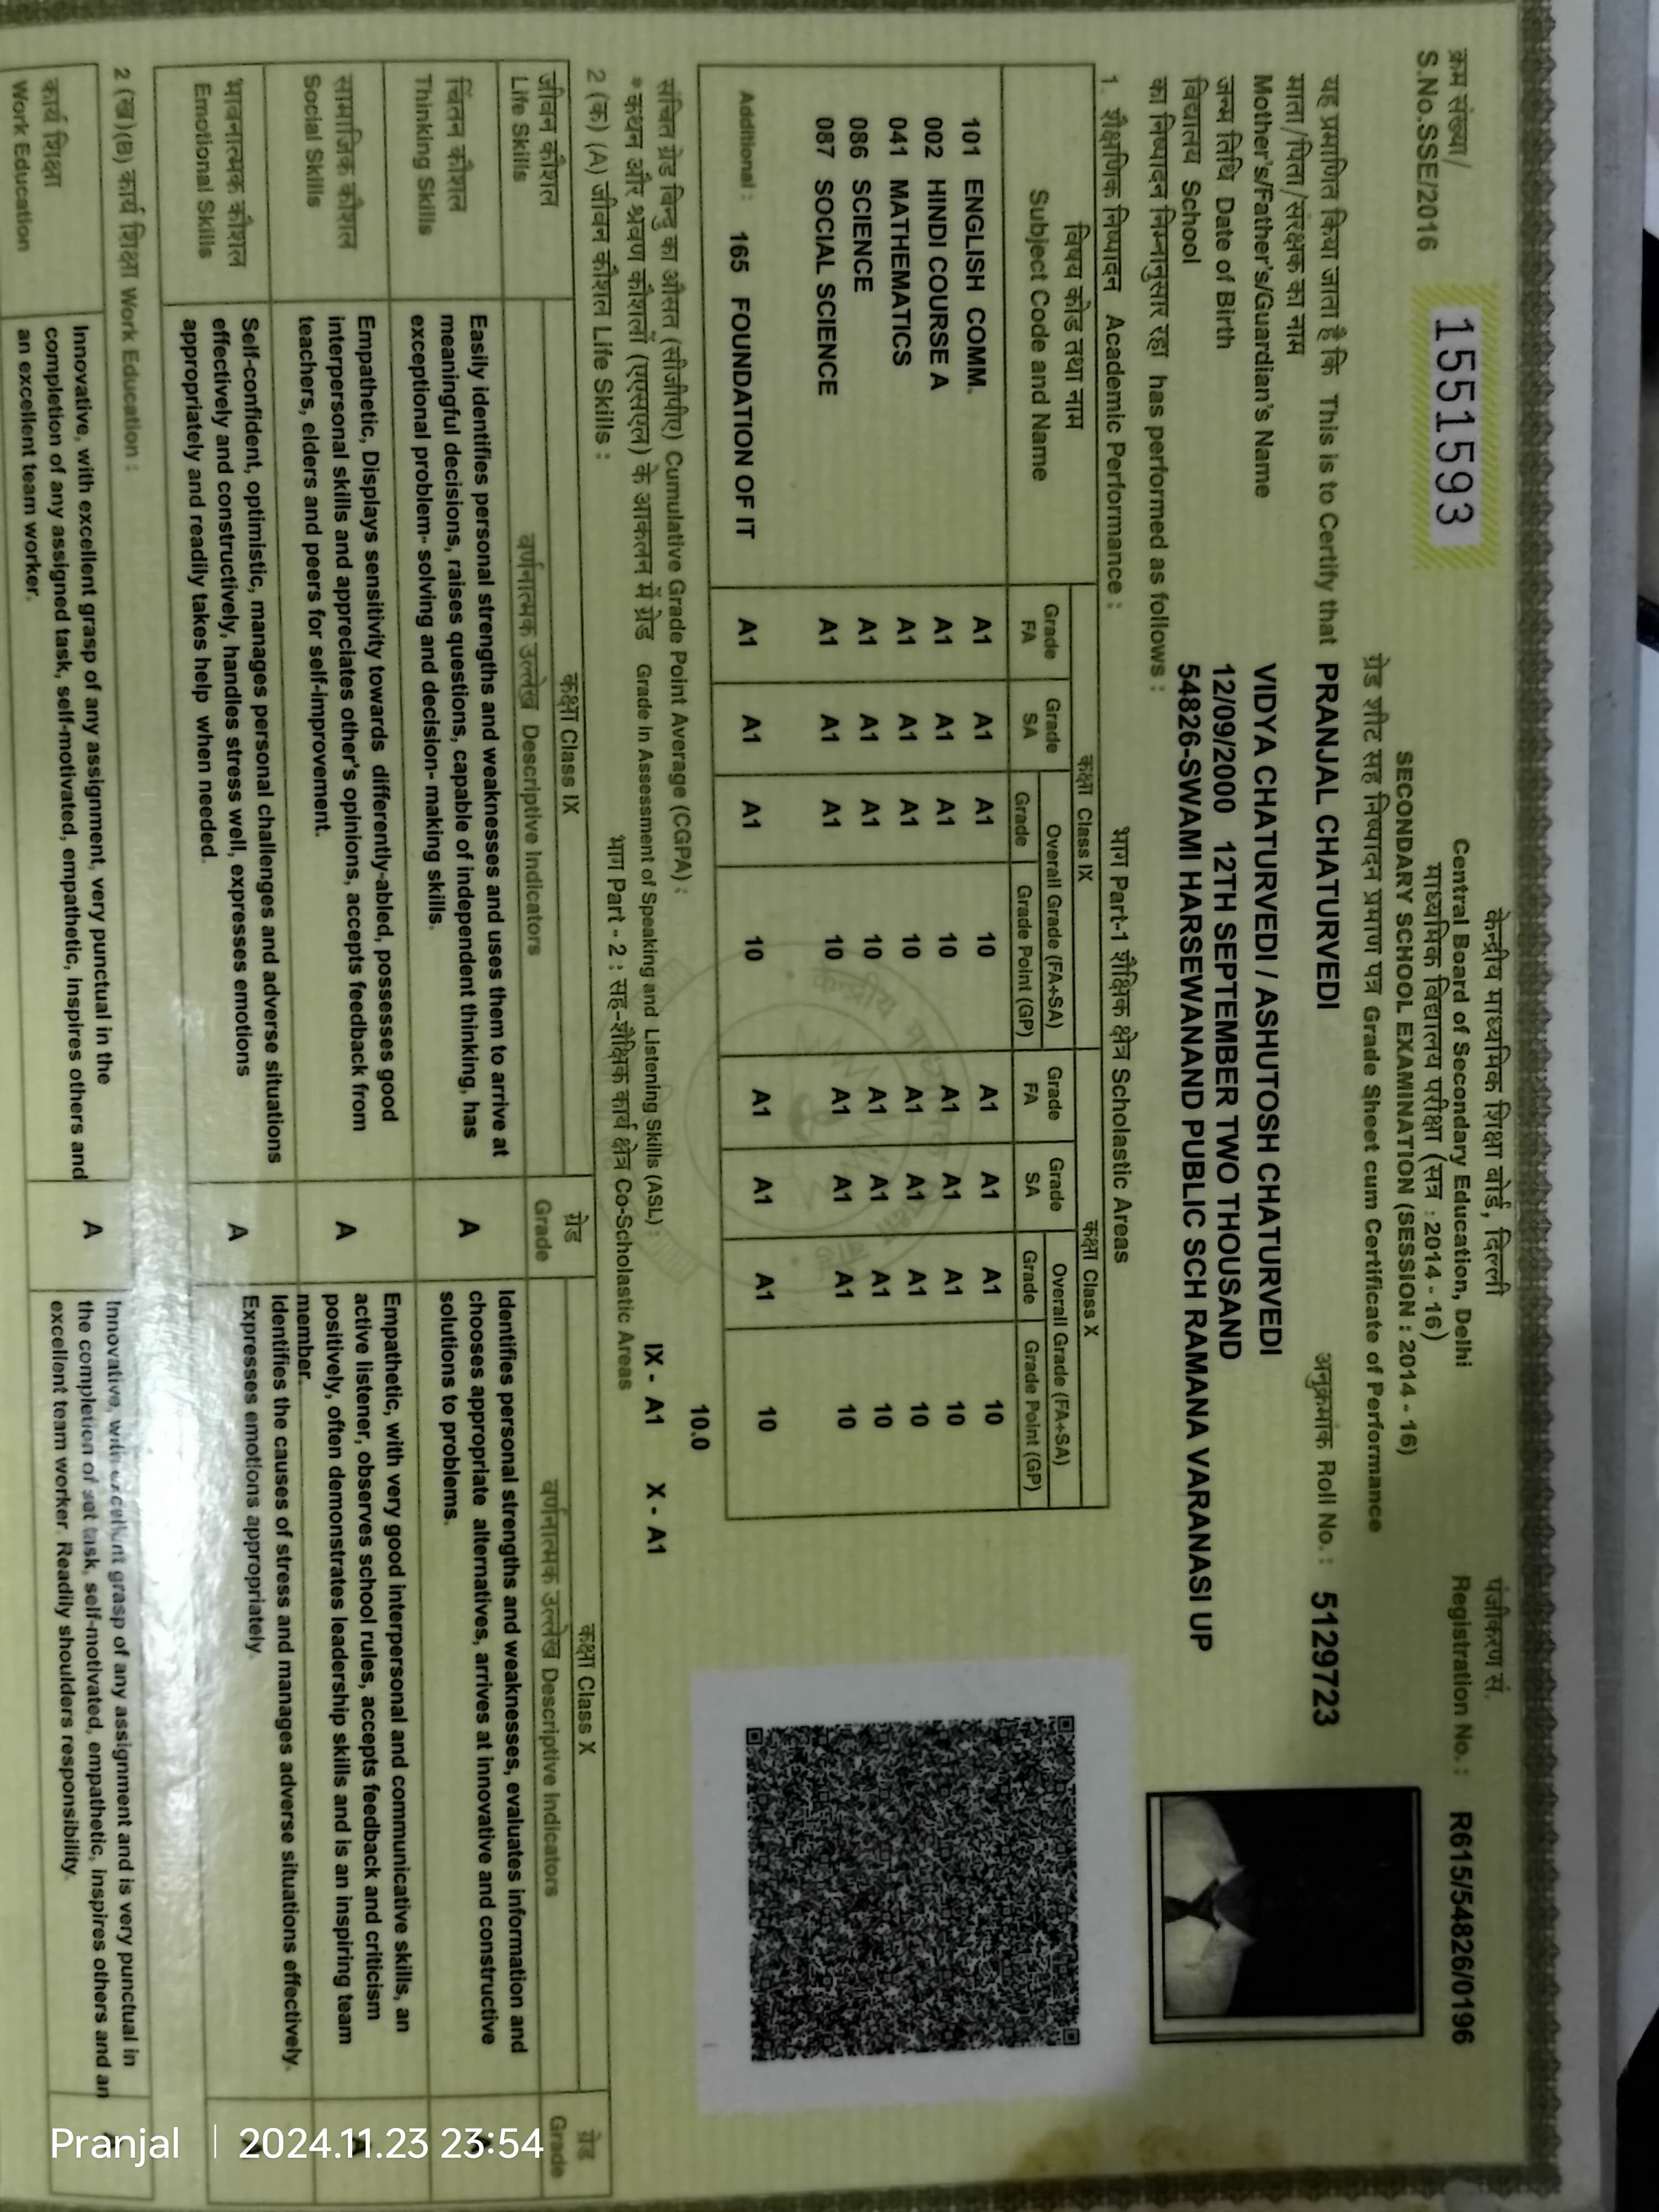 केन्द्रीय माध्यमिक शिक्षा बोर्ड, दिल्ली
क्रम संख्या/
पंजीकरण सं.
S.No.SSE/2016 1551593
Central Board of Secondary Education, Delhi
Registration No. : R615/54826/0196
माध्यमिक विद्यालय परीक्षा (सत्र : 2014 - 16)
SECONDARY SCHOOL EXAMINATION (SESSION : 2014 - 16)
ग्रेड शीट सह निष्पादन प्रमाण पत्र Grade Sheet cum Certificate of Performance
यह प्रमाणित किया जाता है कि This is to Certify that PRANJAL CHATURVEDI अनुक्रमांक Roll No. : 5129723
माता/पिता/संरक्षक का नाम
Mother's/Father's/Guardian's Name VIDYA CHATURVEDI / ASHUTOSH CHATURVEDI
जन्म तिथि Date of Birth 12/09/2000 12TH SEPTEMBER TWO THOUSAND
विद्यालय School 54826-SWAMI HARSEWANAND PUBLIC SCH RAMANA VARANASI UP
का निष्पादन निम्नानुसार रहा has performed as follows :
भाग Part-1 शैक्षिक क्षेत्र Scholastic Areas
1. शैक्षणिक निष्पादन Academic Performance :
विषय कोड तथा नाम
Subject Code and Name
कक्षा Class IX कक्षा Class X
Grade FA Grade SA Overall Grade (FA+SA) Grade FA Grade SA Overall Grade (FA+SA)
Grade Grade Point (GP) Grade Grade Point (GP)
101 ENGLISH COMM. A1 A1 A1 10 A1 A1 A1 10
002 HINDI COURSE A A1 A1 A1 10 A1 A1 A1 10
041 MATHEMATICS A1 A1 A1 10 A1 A1 A1 10
086 SCIENCE A1 A1 A1 10 A1 A1 A1 10
087 SOCIAL SCIENCE A1 A1 A1 10 A1 A1 A1 10
Additional : 165 FOUNDATION OF IT A1 A1 A1 10 A1 A1 A1 10
संचित ग्रेड बिन्दु का औसत (सीजीपीए) Cumulative Grade Point Average (CGPA) : 10.0
*कथन और श्रवण कौशलों (एएसएल) के आकलन में ग्रेड Grade in Assessment of Speaking and Listening Skills (ASL) : IX - A1 X - A1
भाग Part - 2 : सह-शैक्षिक कार्य क्षेत्र Co-Scholastic Areas
2 (क) (A) जीवन कौशल Life Skills :
जीवन कौशल
Life Skills
कक्षा Class IX
वर्णनात्मक उल्लेख Descriptive Indicators
ग्रेड
Grade
कक्षा Class X
वर्णनात्मक उल्लेख Descriptive Indicators
ग्रेड
Grade
चिंतन कौशल
Thinking Skills
Easily identifies personal strengths and weaknesses and uses them to arrive at
meaningful decisions, raises questions, capable of independent thinking, has
exceptional problem- solving and decision- making skills.
A
Identifies personal strengths and weaknesses, evaluates information and
chooses appropriate alternatives, arrives at innovative and constructive
solutions to problems.
सामाजिक कौशल
Social Skills
Empathetic, Displays sensitivity towards differently-abled, possesses good
interpersonal skills and appreciates other's opinions, accepts feedback from
teachers, elders and peers for self-improvement.
A
Empathetic, with very good interpersonal and communicative skills, an
active listener, observes school rules, accepts feedback and criticism
positively, often demonstrates leadership skills and is an inspiring team
member.
भावनात्मक कौशल
Emotional Skills
Self-confident, optimistic, manages personal challenges and adverse situations
effectively and constructively, handles stress well, expresses emotions
appropriately and readily takes help when needed.
A
Identifies the causes of stress and manages adverse situations effectively.
Expresses emotions appropriately.
2 (ख)(B) कार्य शिक्षा Work Education :
कार्य शिक्षा
Work Education
Innovative, with excellent grasp of any assignment, very punctual in the
completion of any assigned task, self-motivated, empathetic, inspires others and
an excellent team worker.
A
Innovative, with excellent grasp of any assignment and is very punctual in
the completion of set task, self-motivated, empathetic, inspires others and an
excellent team worker. Readily shoulders responsibility.
Pranjal | 2024.11.23 23:54